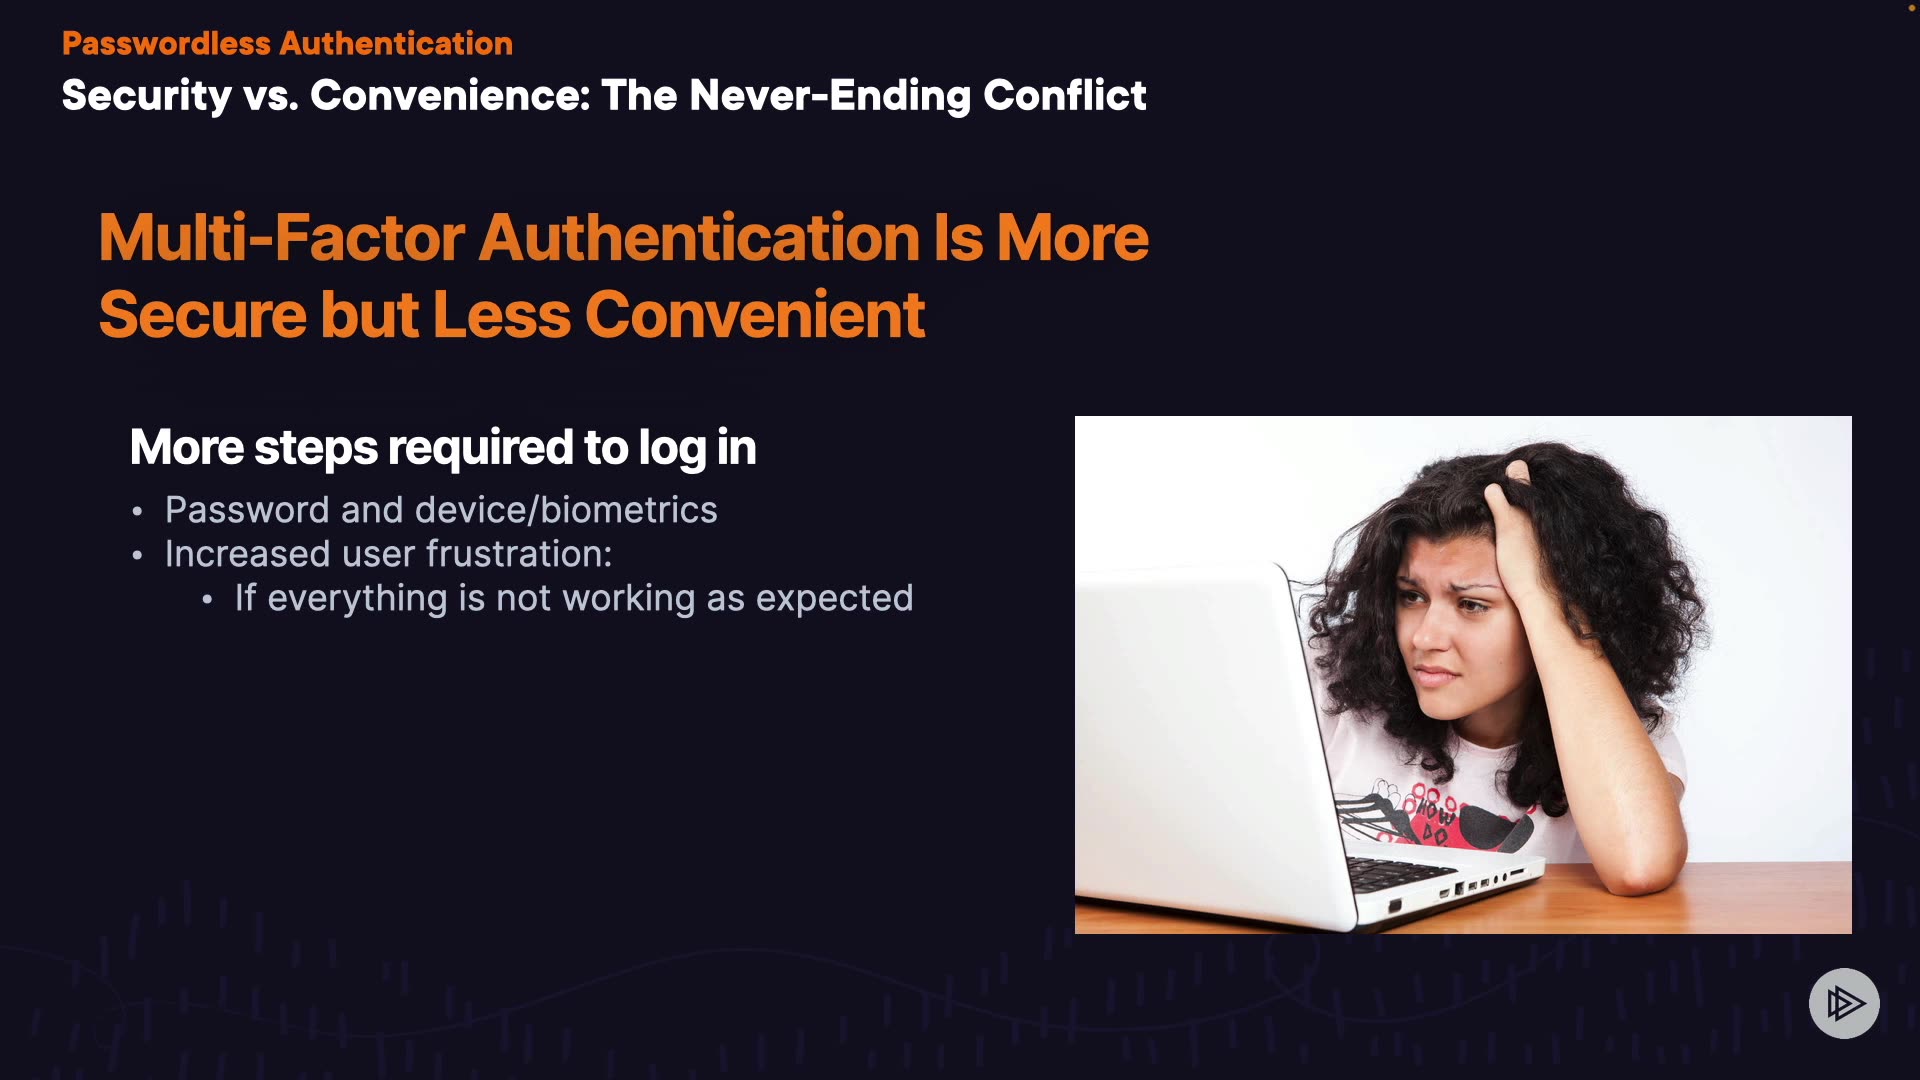 Passwordless Authentication
Security vs. Convenience: The Never-Ending Conflict
Multi-Factor Authentication Is More
Secure but Less Convenient
More steps required to log in
• Password and device/biometrics
• Increased user frustration:
• If everything is not working as expected
HOW
DO